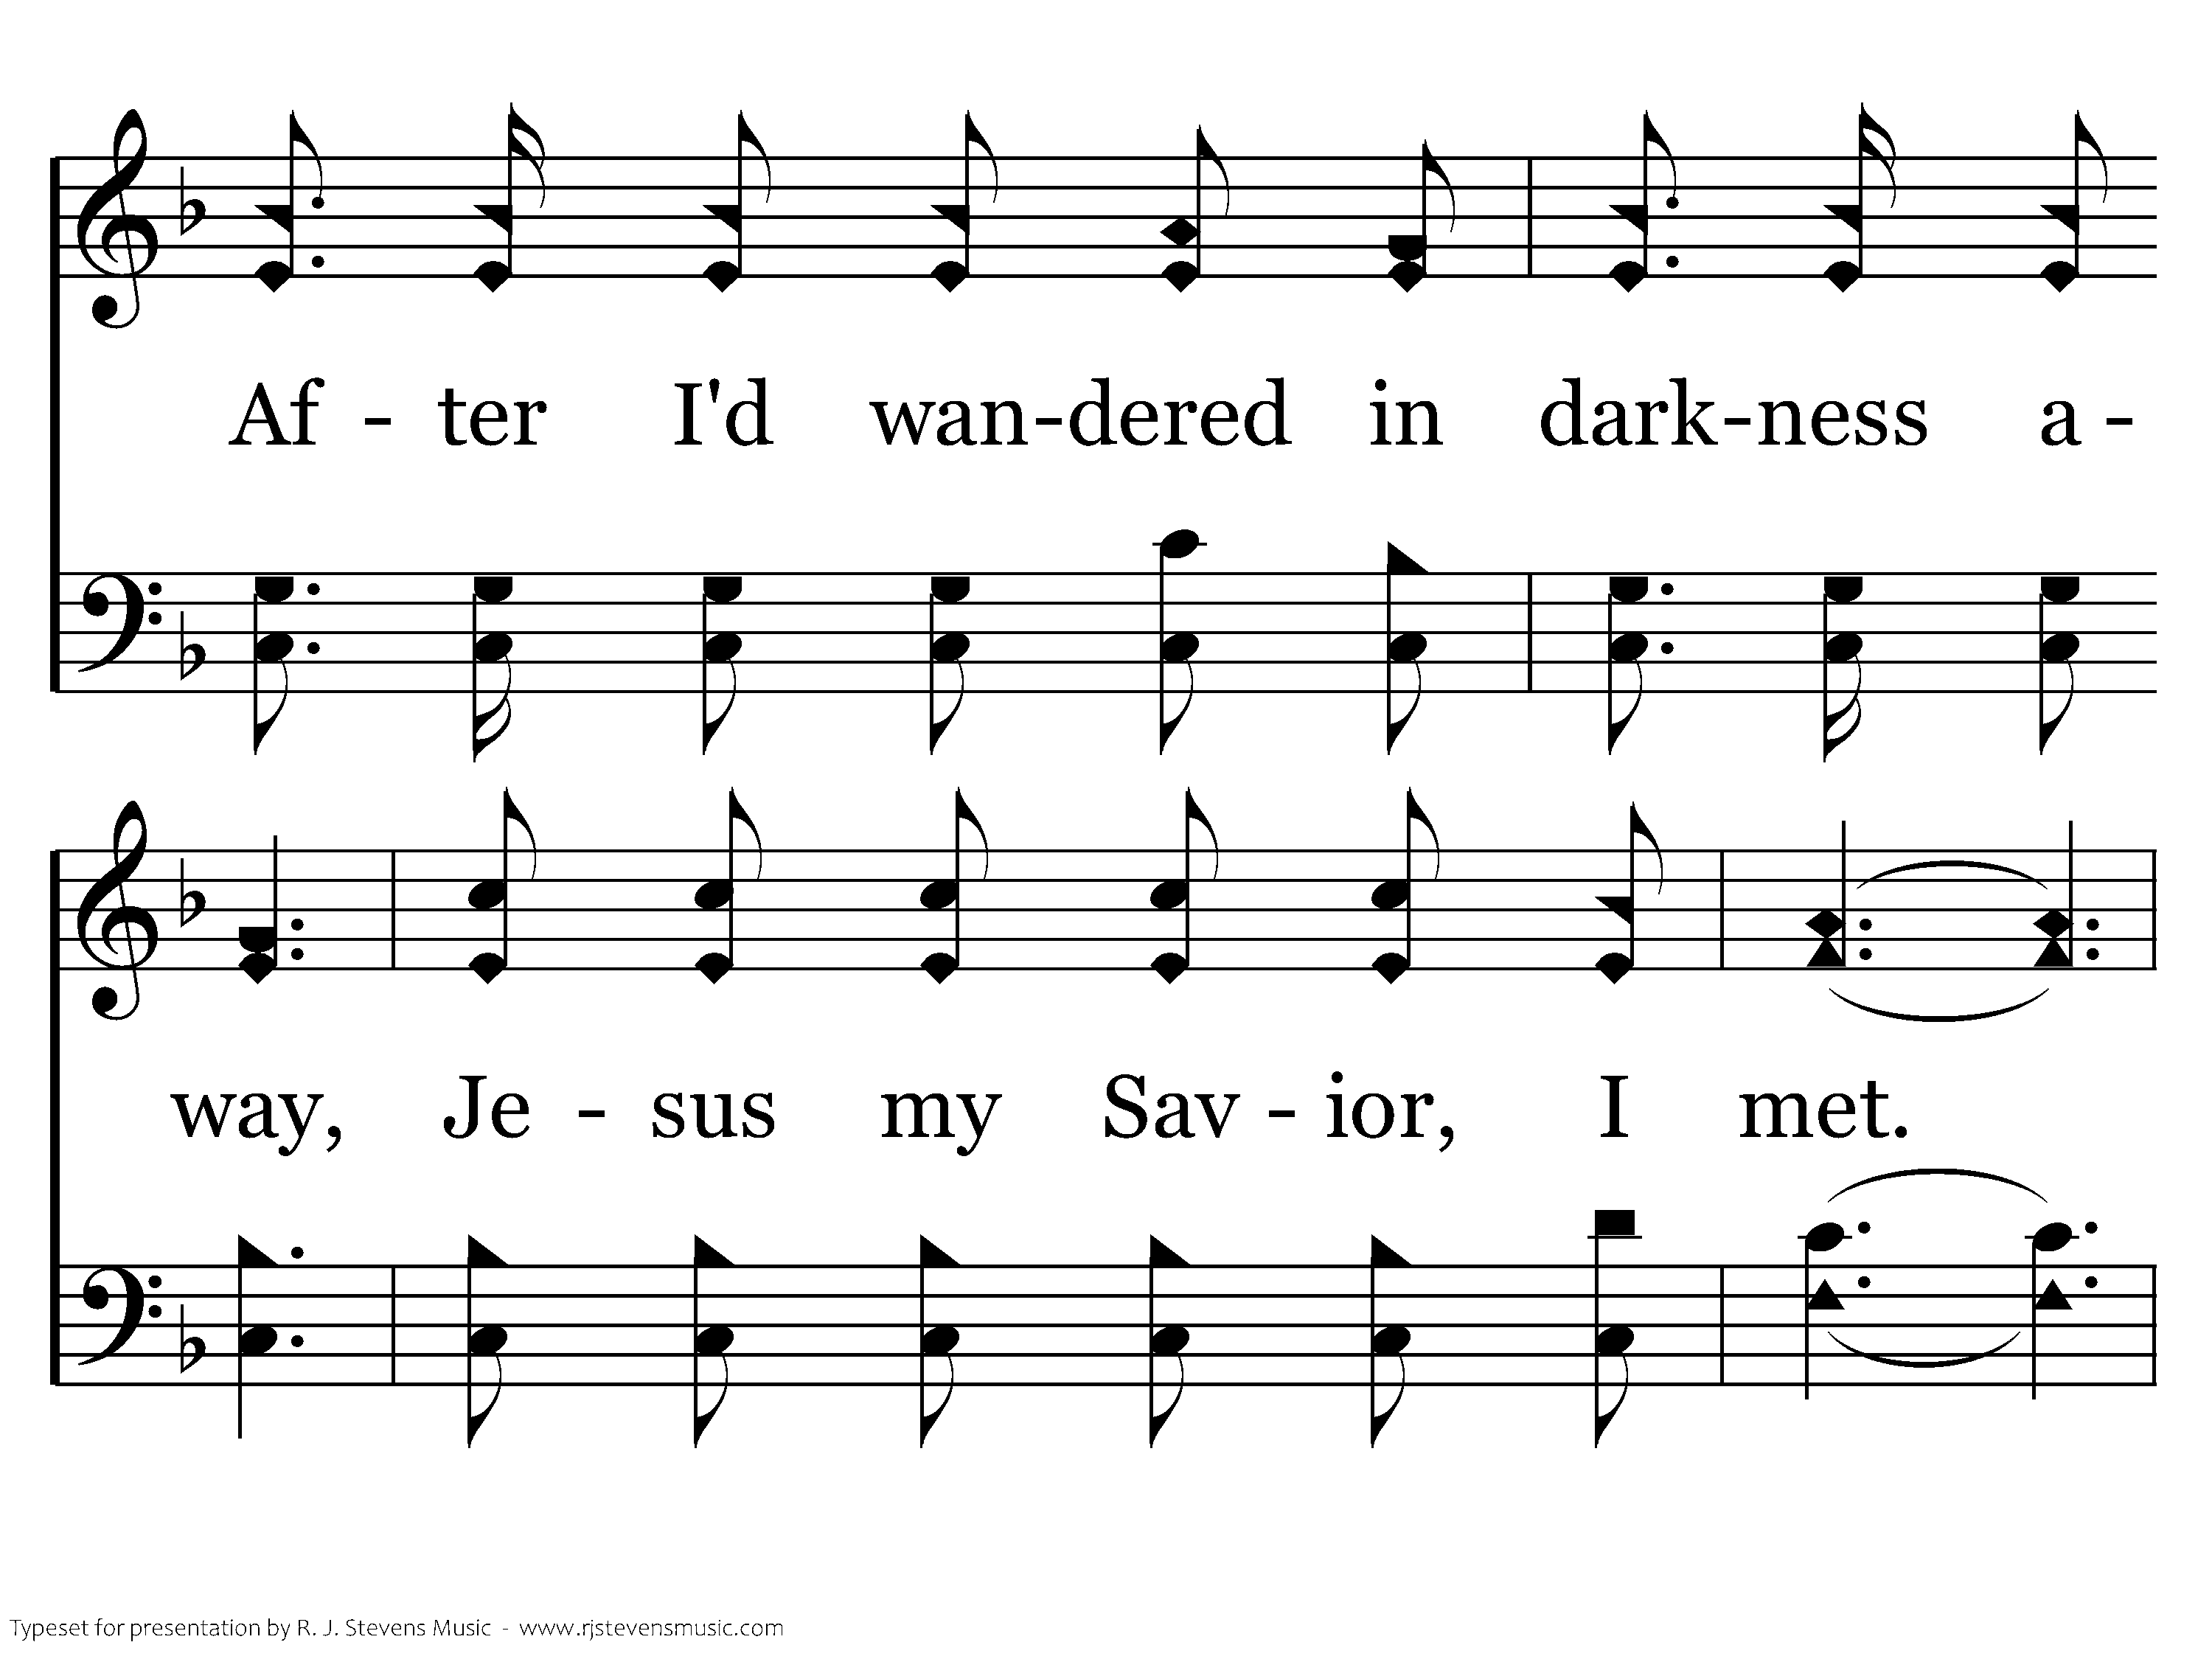 Af - ter I'd wan-dered in dark-ness a -
way, Je - sus my Sav - ior, I met.
Typeset for presentation by R. J. Stevens Music - www.rjstevensmusic.com